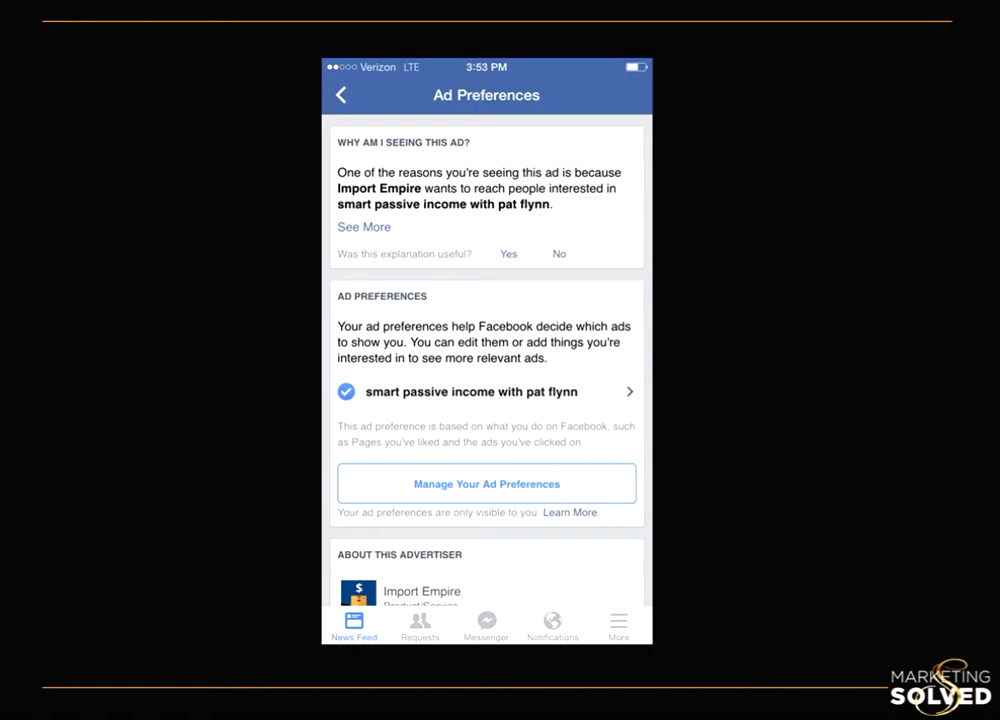 Verizon LTE 3:53 PM
Ad Preferences
WHY AM I SEEING THIS AD?
One of the reasons you're seeing this ad is because
Import Empire wants to reach people interested in
smart passive income with pat flynn.
See More
Was this explanation useful? Yes No
AD PREFERENCES
Your ad preferences help Facebook decide which ads
to show you. You can edit them or add things you're
interested in to see more relevant ads.
smart passive income with pat flynn
This ad preference is based on what you do on Facebook, such
as Pages you've liked and the ads you've clicked on.
Manage Your Ad Preferences
Your ad preferences are only visible to you. Learn More.
ABOUT THIS ADVERTISER
$
Import Empire
Product/Service
News Feed Requests Messenger Notifications More
MARKETING
SOLVED